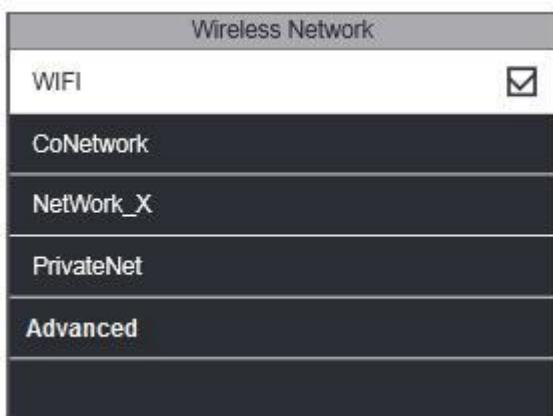 Wireless Network
WIFI
CoNetwork
NetWork_X
PrivateNet
Advanced